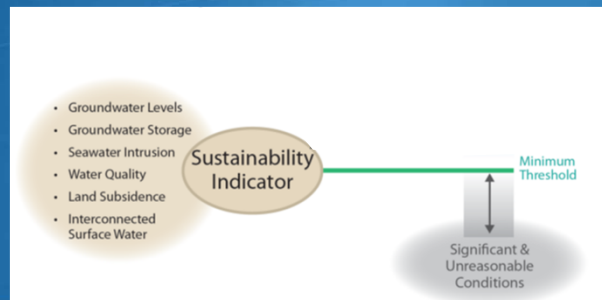 • Groundwater Levels
• Groundwater Storage
• Seawater Intrusion
• Water Quality
• Land Subsidence
• Interconnected
Surface Water
Sustainability
Indicator
Minimum
Threshold
Significant &
Unreasonable
Conditions